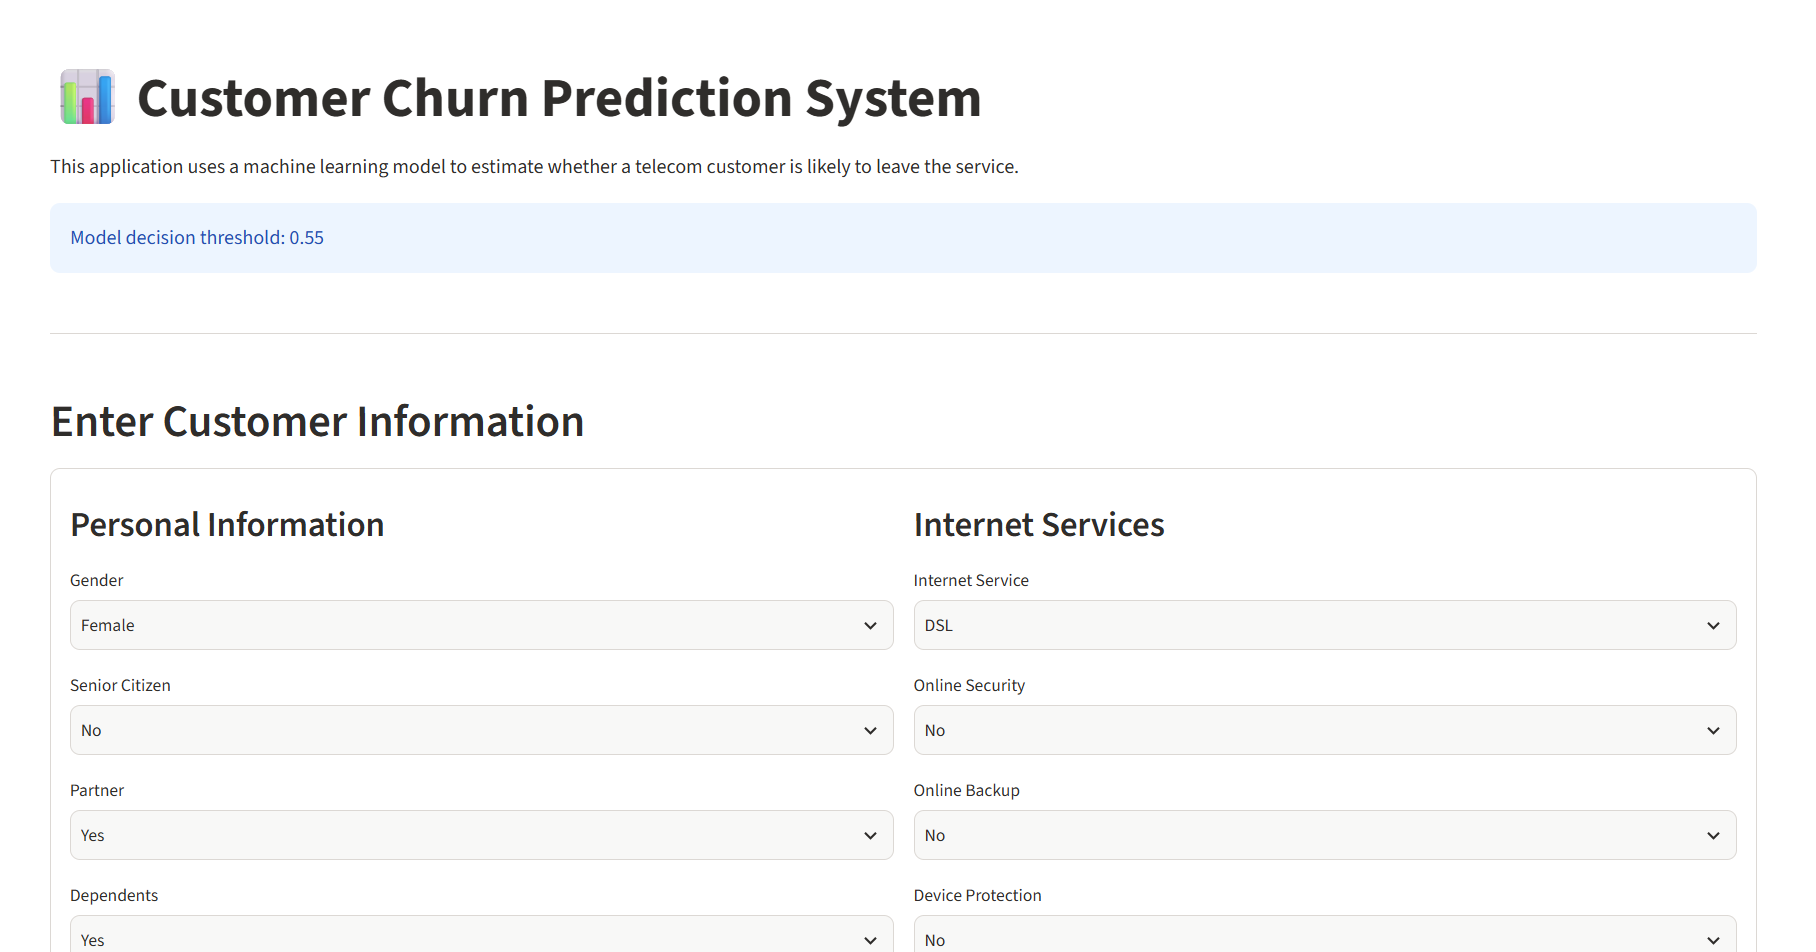 Customer Churn Prediction System
This application uses a machine learning model to estimate whether a telecom customer is likely to leave the service.
Model decision threshold: 0.55
Enter Customer Information
Personal Information
Gender
Female
Senior Citizen
No
Partner
Yes
Dependents
Yes
Internet Services
Internet Service
DSL
Online Security
No
Online Backup
No
Device Protection
No